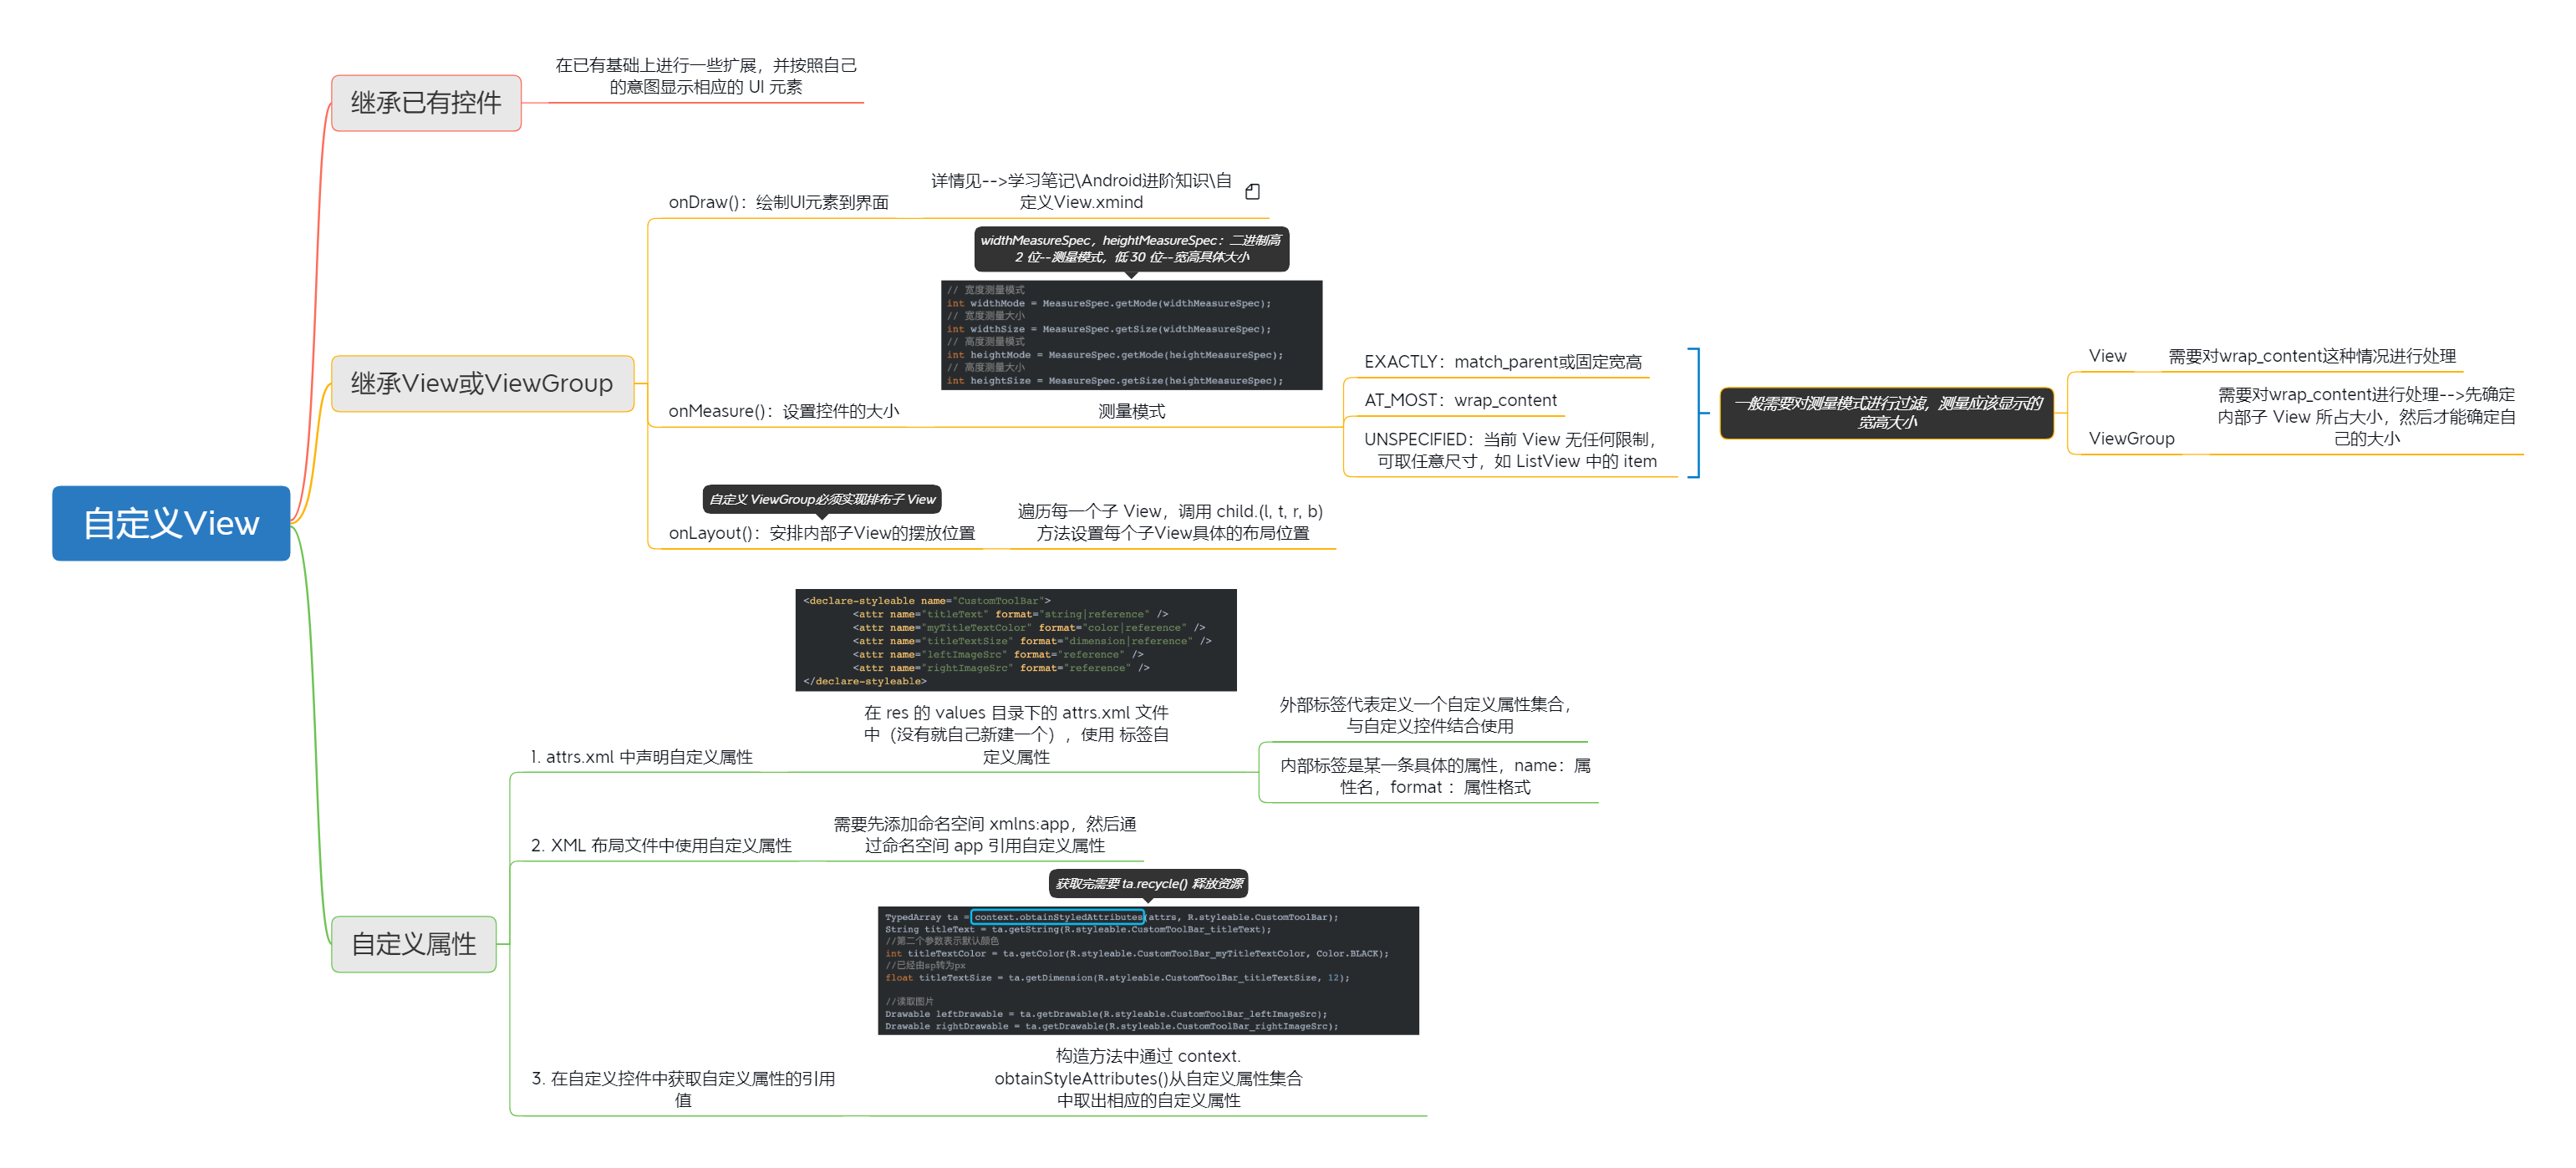 自定义View
继承已有控件
在已有基础上进行一些扩展，并按照自己
的意图显示相应的 UI 元素
继承View或ViewGroup
onDraw()：绘制UI元素到界面
详情见-->学习笔记\Android进阶知识\自
定义View.xmind
onMeasure()：设置控件的大小
widthMeasureSpec，heightMeasureSpec：二进制高
2 位--测量模式，低 30 位--宽高具体大小
// 宽度测量模式
int widthMode = MeasureSpec.getMode(widthMeasureSpec);
// 宽度测量大小
int widthSize = MeasureSpec.getSize(widthMeasureSpec);
// 高度测量模式
int heightMode = MeasureSpec.getMode(heightMeasureSpec);
// 高度测量大小
int heightSize = MeasureSpec.getSize(heightMeasureSpec);
测量模式
EXACTLY：match_parent或固定宽高
AT_MOST：wrap_content
UNSPECIFIED：当前 View 无任何限制，
可取任意尺寸，如 ListView 中的 item
一般需要对测量模式进行过滤，测量应该显示的
宽高大小
View
需要对wrap_content这种情况进行处理
ViewGroup
需要对wrap_content进行处理-->先确定
内部子 View 所占大小，然后才能确定自
己的大小
自定义 ViewGroup必须实现排布子 View
onLayout()：安排内部子View的摆放位置
遍历每一个子 View，调用 child.(l, t, r, b)
方法设置每个子View具体的布局位置
自定义属性
1. attrs.xml 中声明自定义属性
<declare-styleable name="CustomToolBar">
<attr name="titleText" format="string|reference" />
<attr name="myTitleTextColor" format="color|reference" />
<attr name="titleTextSize" format="dimension|reference" />
<attr name="leftImageSrc" format="reference" />
<attr name="rightImageSrc" format="reference" />
</declare-styleable>
在 res 的 values 目录下的 attrs.xml 文件
中（没有就自己新建一个），使用 标签自
定义属性
外部标签代表定义一个自定义属性集合，
与自定义控件结合使用
内部标签是某一条具体的属性，name：属
性名，format ：属性格式
2. XML 布局文件中使用自定义属性
需要先添加命名空间 xmlns:app，然后通
过命名空间 app 引用自定义属性
3. 在自定义控件中获取自定义属性的引用
值
获取完需要 ta.recycle() 释放资源
TypedArray ta = context.obtainStyledAttributes(attrs, R.styleable.CustomToolBar);
String titleText = ta.getString(R.styleable.CustomToolBar_titleText);
//第二个参数表示默认颜色
int titleTextColor = ta.getColor(R.styleable.CustomToolBar_myTitleTextColor, Color.BLACK);
//已经由sp转为px
float titleTextSize = ta.getDimension(R.styleable.CustomToolBar_titleTextSize, 12);
//读取图片
Drawable leftDrawable = ta.getDrawable(R.styleable.CustomToolBar_leftImageSrc);
Drawable rightDrawable = ta.getDrawable(R.styleable.CustomToolBar_rightImageSrc);
构造方法中通过 context.
obtainStyleAttributes()从自定义属性集合
中取出相应的自定义属性